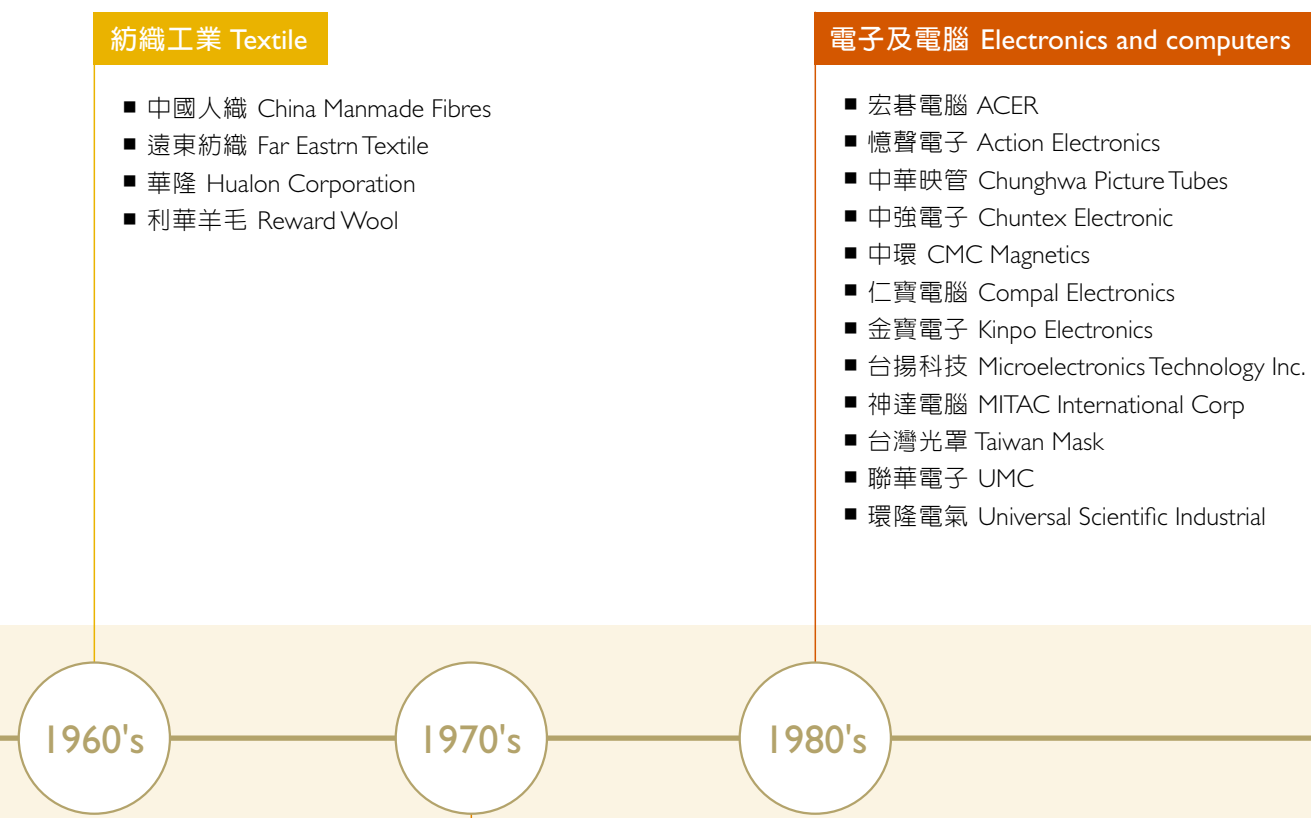 紡織工業 Textile
■ 中國人織 China Manmade Fibres
■ 遠東紡織 Far Eastrn Textile
■ 華隆 Hualon Corporation
■ 利華羊毛 Reward Wool
電子及電腦 Electronics and computers
■ 宏碁電腦 ACER
■ 憶聲電子 Action Electronics
■ 中華映管 Chunghwa Picture Tubes
■ 中強電子 Chuntex Electronic
■ 中環 CMC Magnetics
■ 仁寶電腦 Compal Electronics
■ 金寶電子 Kinpo Electronics
■ 台揚科技 Microelectronics Technology Inc.
■ 神達電腦 MITAC International Corp
■ 台灣光罩 Taiwan Mask
■ 聯華電子 UMC
■ 環隆電氣 Universal Scientific Industrial
1960's
1970's
1980's